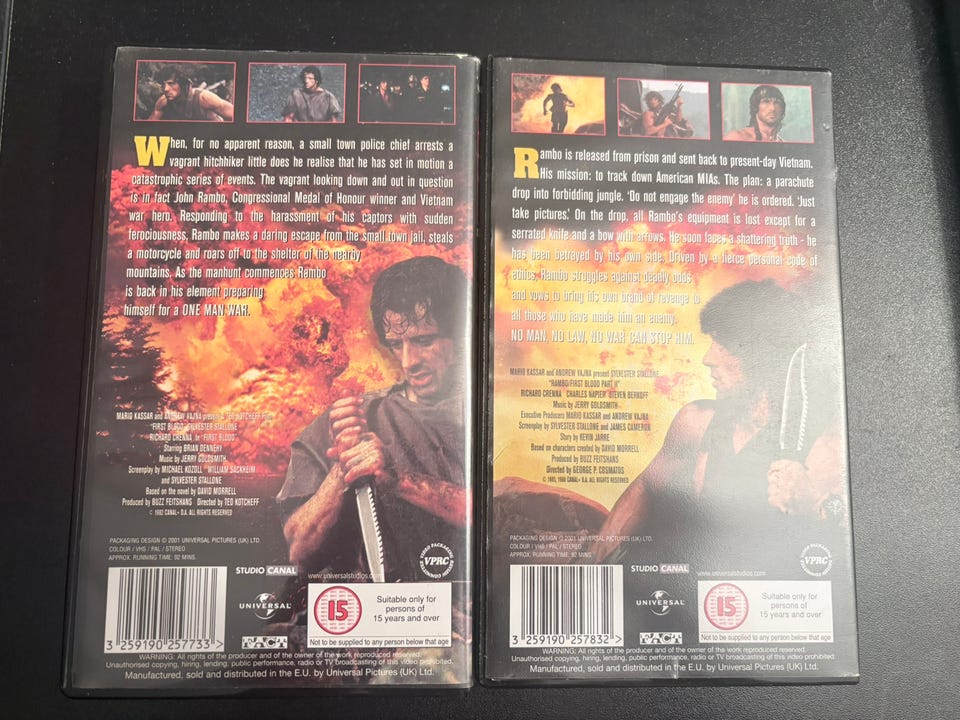 When, for no apparent reason, a small town police chief arrests a
vagrant hitchhiker little does he realise that he has set in motion a
catastrophic series of events. The vagrant looking down and out in question
is in fact John Rambo, Congressional Medal of Honour winner and Vietnam
war hero. Responding to the harassment of his captors with sudden
ferociousness. Rambo makes a daring escape from the small town jail, steals
a motorcycle and roars off to the shelter of the nearby
mountains. As the manhunt commences Rambo
is back in his element preparing
himself for a ONE MAN WAR.
MARIO KASSAR and ANDREW VAJNA present A TED KOTCHEFF Film
"FIRST BLOOD" SYLVESTER STALLONE
RICHARD CRENNA in "FIRST BLOOD"
Starring BRIAN DENNEHY
Music by JERRY GOLDSMITH
Screenplay by MICHAEL KOZOLL WILLIAM SACKHEIM
and SYLVESTER STALLONE
Based on the novel by DAVID MORRELL
Produced by BUZZ FEITSHANS Directed by TED KOTCHEFF
© 1982 CANAL+ D.A. ALL RIGHTS RESERVED
PACKAGING DESIGN © 2001 UNIVERSAL PICTURES (UK) LTD.
COLOUR / VHS / PAL / STEREO
APPROX. RUNNING TIME: 92 MINS.
VPRC
STUDIO CANAL
www.universalstudios.com
UNIVERSAL
FACT
15
Suitable only for
persons of
15 years and over
Not to be supplied to any person below that age
3 259190 257733 >
WARNING: All rights of the producer and of the owner of the work reproduced reserved.
Unauthorised copying, hiring, lending, public performance, radio or TV broadcasting of this video prohibited.
Manufactured, sold and distributed in the E.U. by Universal Pictures (UK) Ltd.
Rambo is released from prison and sent back to present-day Vietnam.
His mission: to track down American MIAs. The plan: a parachute
drop into forbidding jungle. 'Do not engage the enemy' he is ordered. 'Just
take pictures.' On the drop, all Rambo's equipment is lost except for a
serrated knife and a bow with arrows. He soon faces a shattering truth - he
has been betrayed by his own side. Driven by a fierce personal code of
ethics, Rambo struggles against deadly odds
and vows to bring his own brand of revenge to
all those who have made him an enemy.
NO MAN, NO LAW, NO WAR CAN STOP HIM.
MARIO KASSAR and ANDREW VAJNA present SYLVESTER STALLONE
"RAMBO/FIRST BLOOD PART II"
RICHARD CRENNA CHARLES NAPIER STEVEN BERKOFF
Music by JERRY GOLDSMITH
Executive Producers MARIO KASSAR and ANDREW VAJNA
Screenplay by SYLVESTER STALLONE and JAMES CAMERON
Story by KEVIN JARRE
Based on characters created by DAVID MORRELL
Produced by BUZZ FEITSHANS
Directed by GEORGE P. COSMATOS
CANAL+ D.A. ALL RIGHTS RESERVED
PACKAGING DESIGN © 2001 UNIVERSAL PICTURES (UK) LTD.
COLOUR / VHS / PAL / STEREO
APPROX. RUNNING TIME: 92 MINS.
VPRC
STUDIO CANAL
www.universalstudios.com
UNIVERSAL
FACT
15
Suitable only for
persons of
15 years and over
Not to be supplied to any person below that age
3 259190 257832 >
WARNING: All rights of the producer and of the owner of the work reproduced reserved.
Unauthorised copying, hiring, lending, public performance, radio or TV broadcasting of this video prohibited.
Manufactured, sold and distributed in the E.U. by Universal Pictures (UK) Ltd.